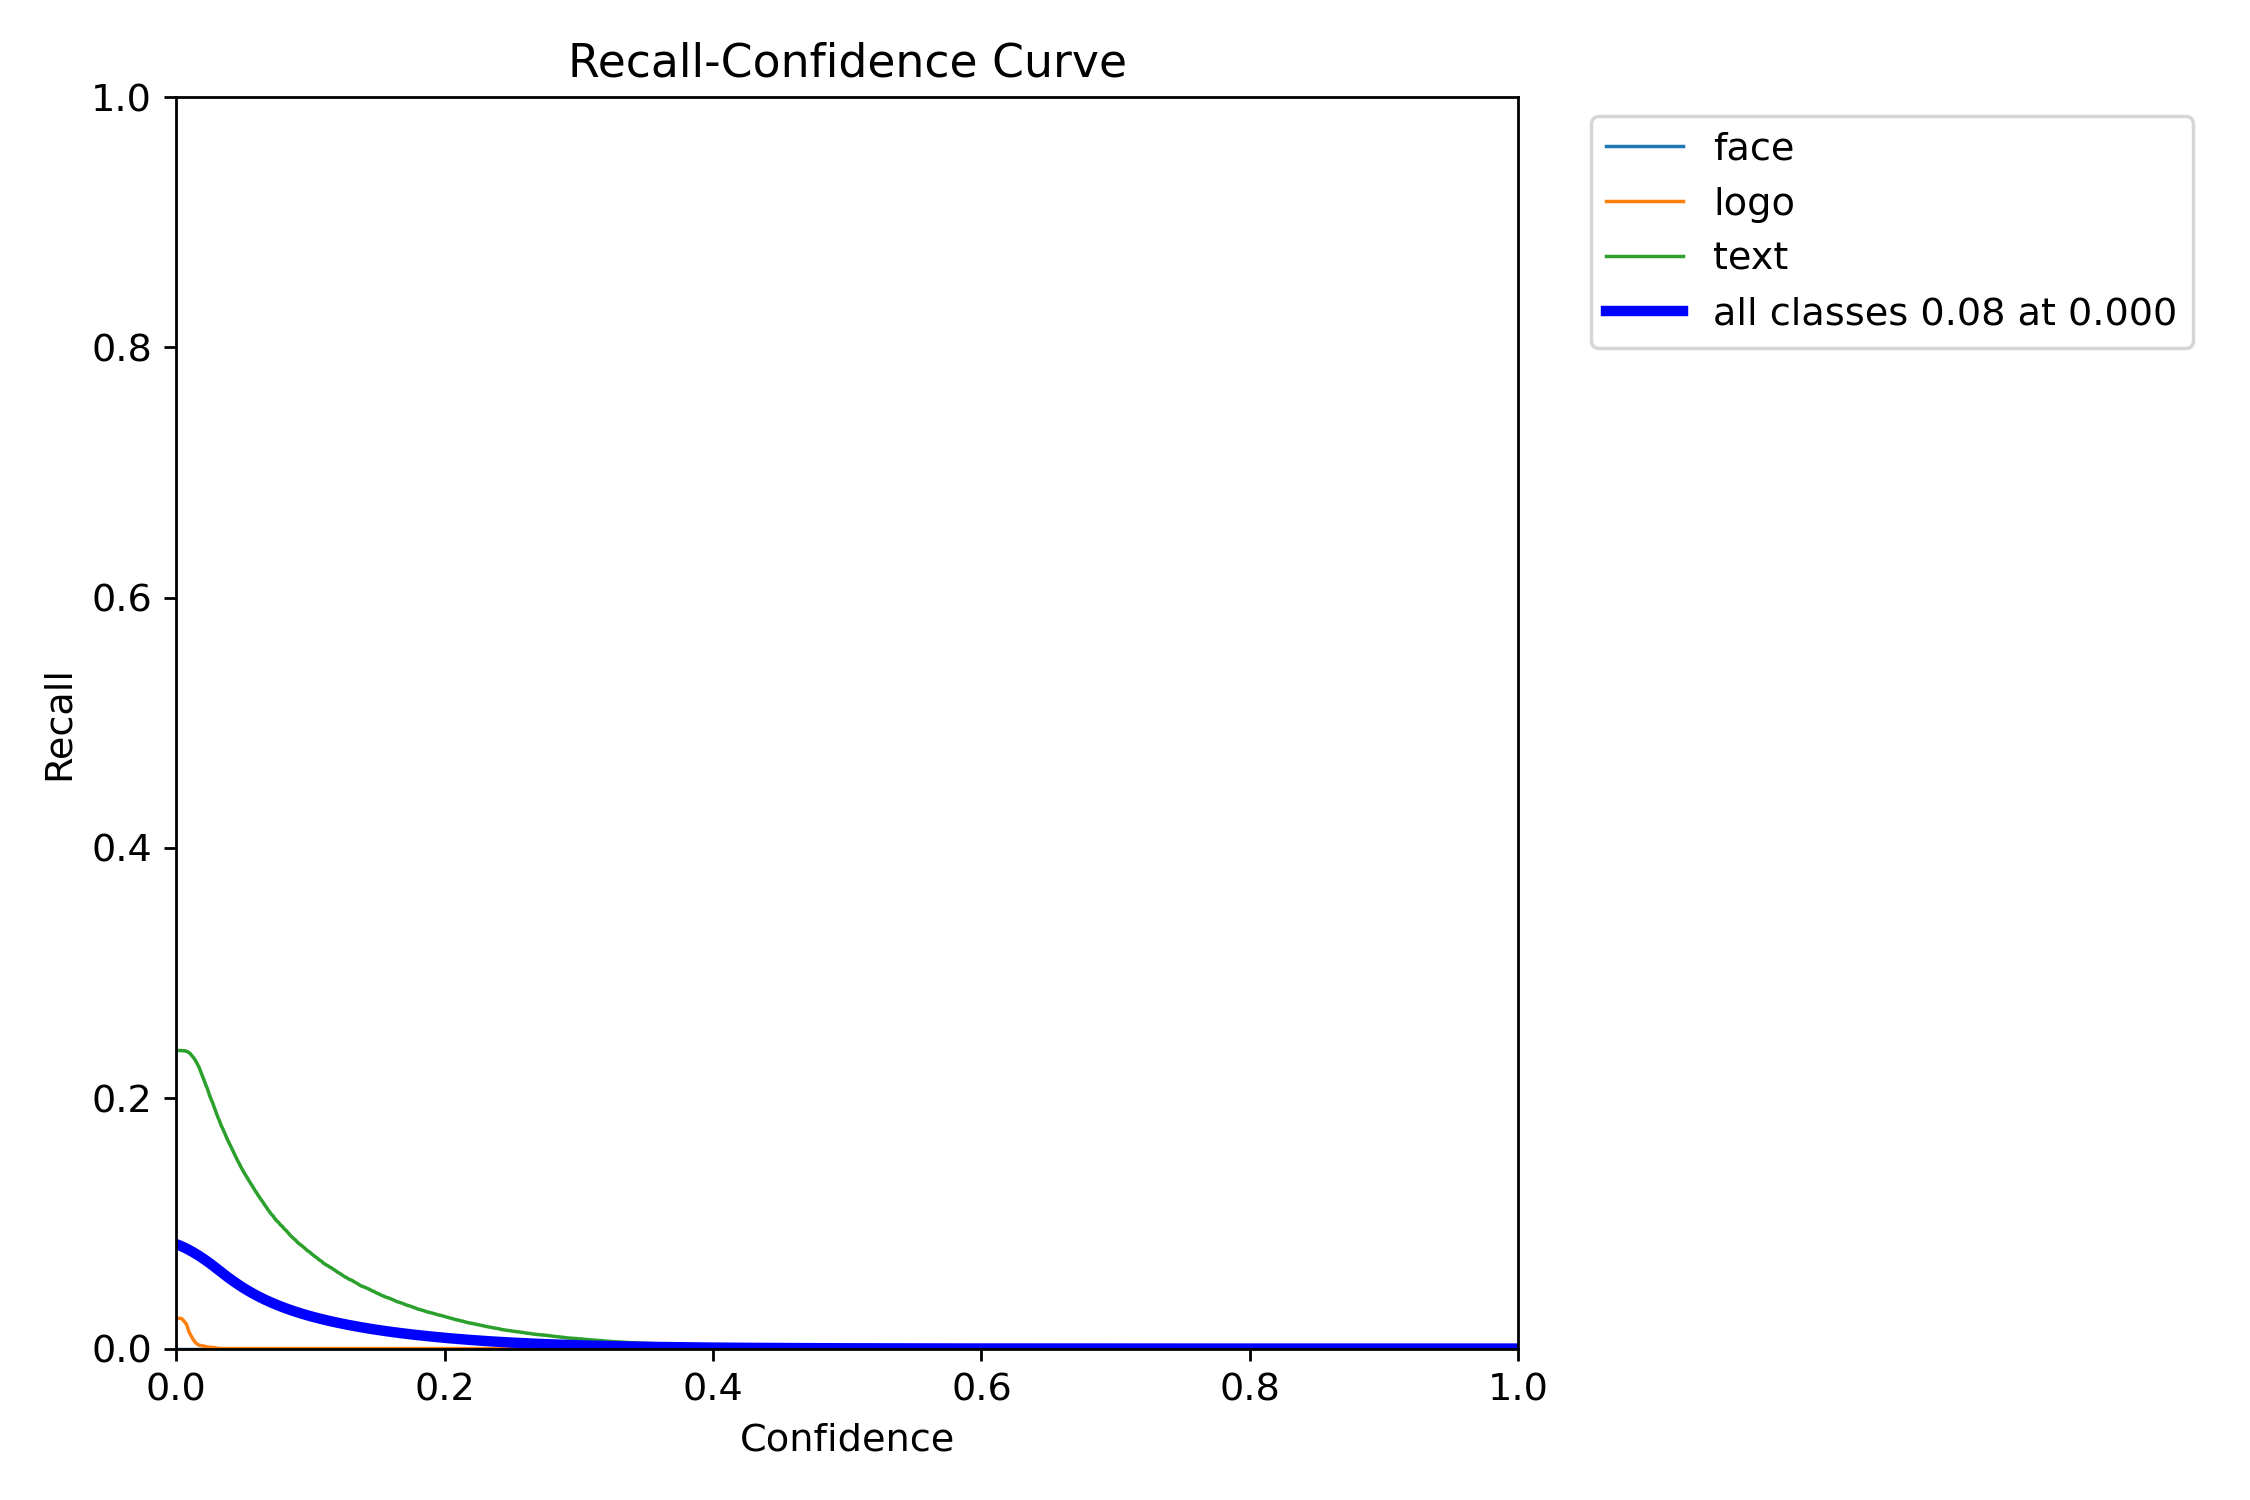 Recall-Confidence Curve
1.0
0.8
0.6
0.4
0.2
0.0
Recall
0.0 0.2 0.4 0.6 0.8 1.0
Confidence
face
logo
text
all classes 0.08 at 0.000